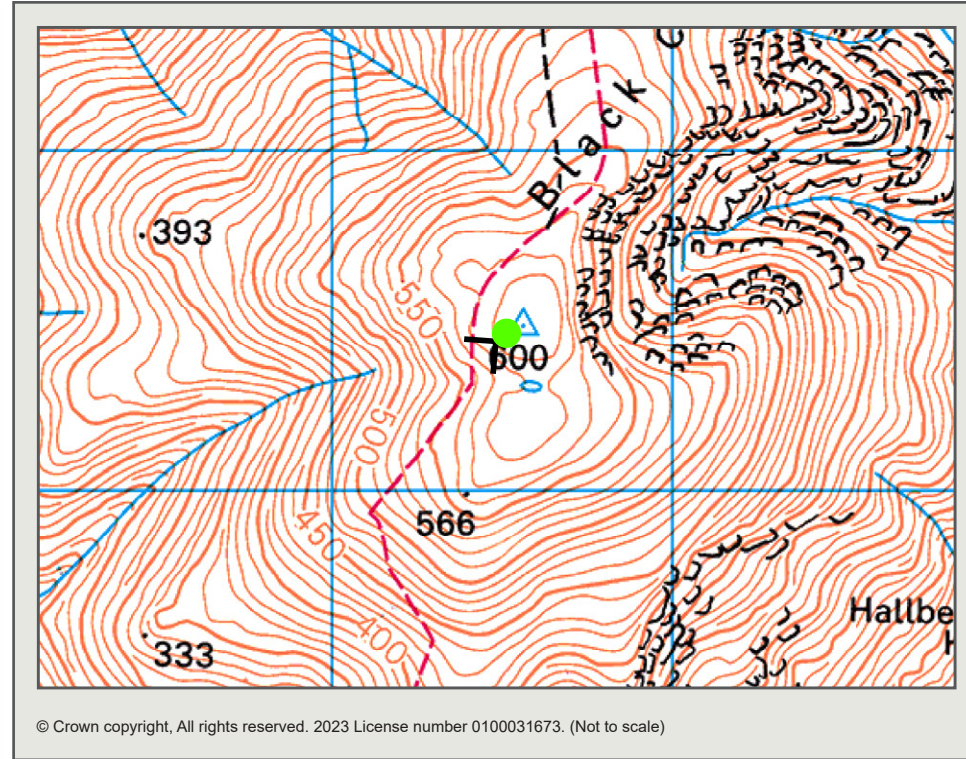 C
Black
393
550
600
500
566
450
Hallbe
H
400
333
© Crown copyright, All rights reserved. 2023 License number 0100031673. (Not to scale)